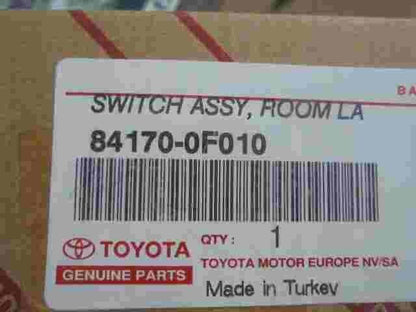 BA
SWITCH ASSY, ROOM LA
84170-0F010
TOYOTA
GENUINE PARTS
QTY: 1
TOYOTA MOTOR EUROPE NV/SA
Made in Turkey